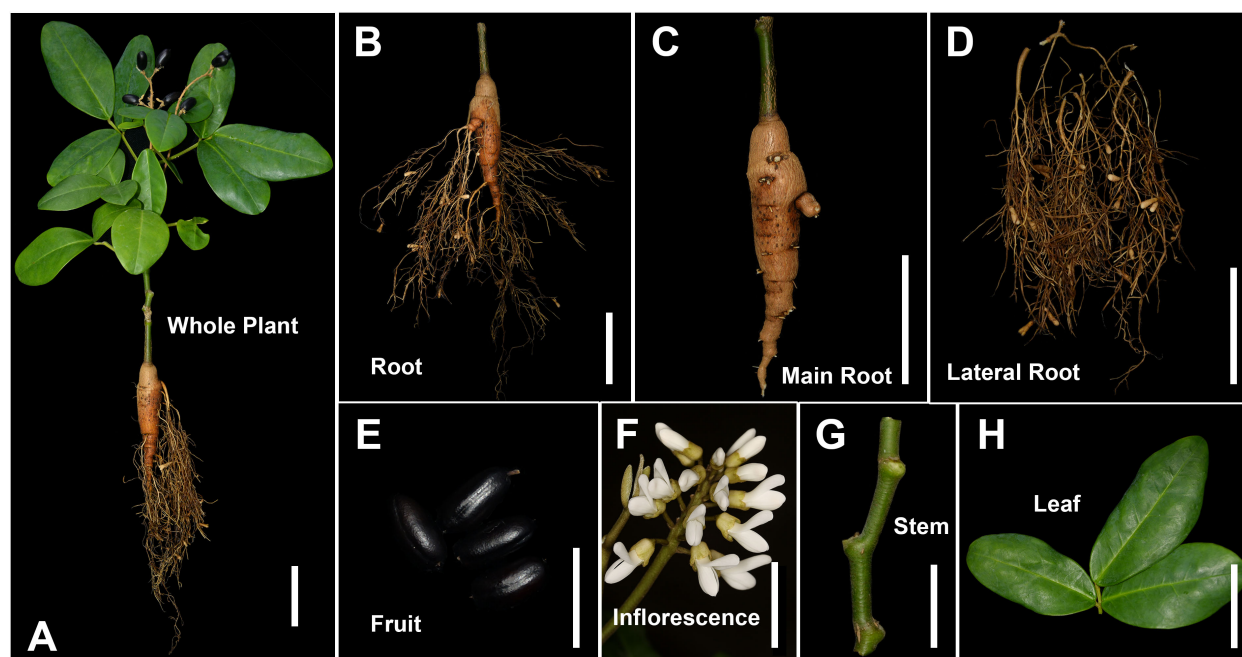 A
Whole Plant
B
Root
C
Main Root
D
Lateral Root
E
Fruit
F
Inflorescence
G
Stem
H
Leaf